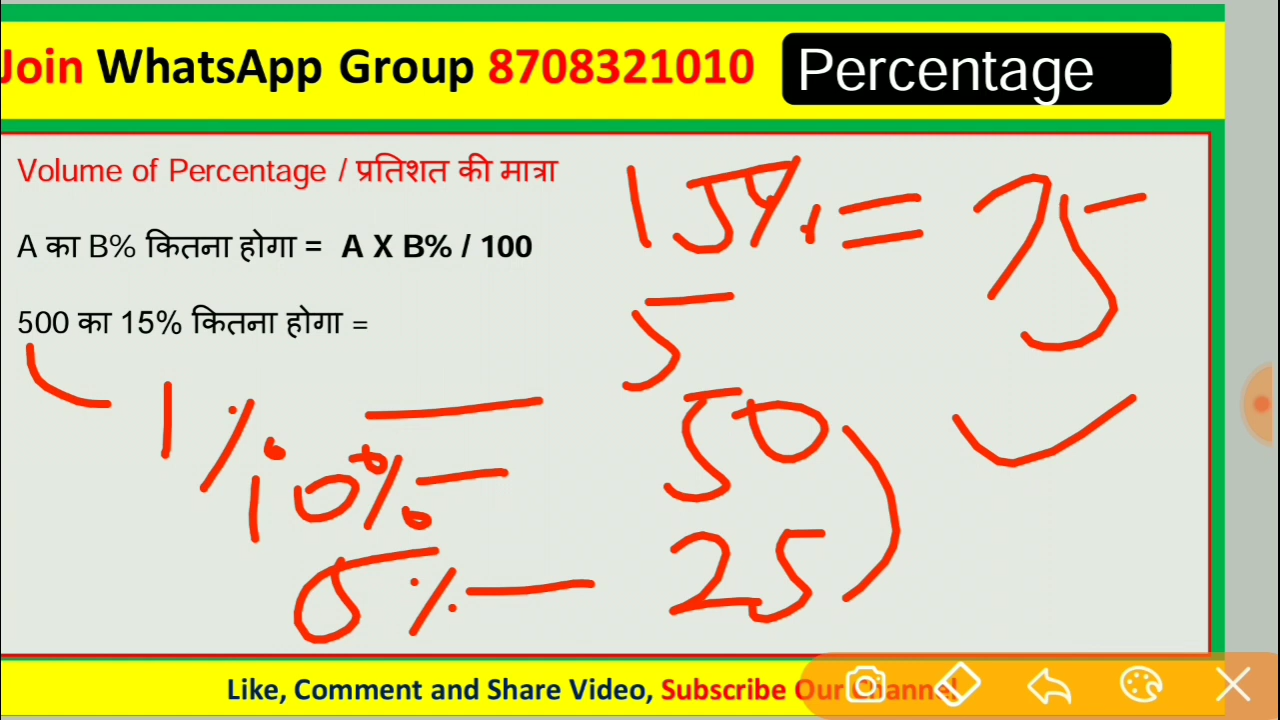 Join WhatsApp Group 8708321010 Percentage
Volume of Percentage / प्रतिशत की मात्रा
15% = 75
A का B% कितना होगा = A X B% / 100
500 का 15% कितना होगा =
1% — 5
10% — 50
5% — 25
Like, Comment and Share Video, Subscribe Our Channel